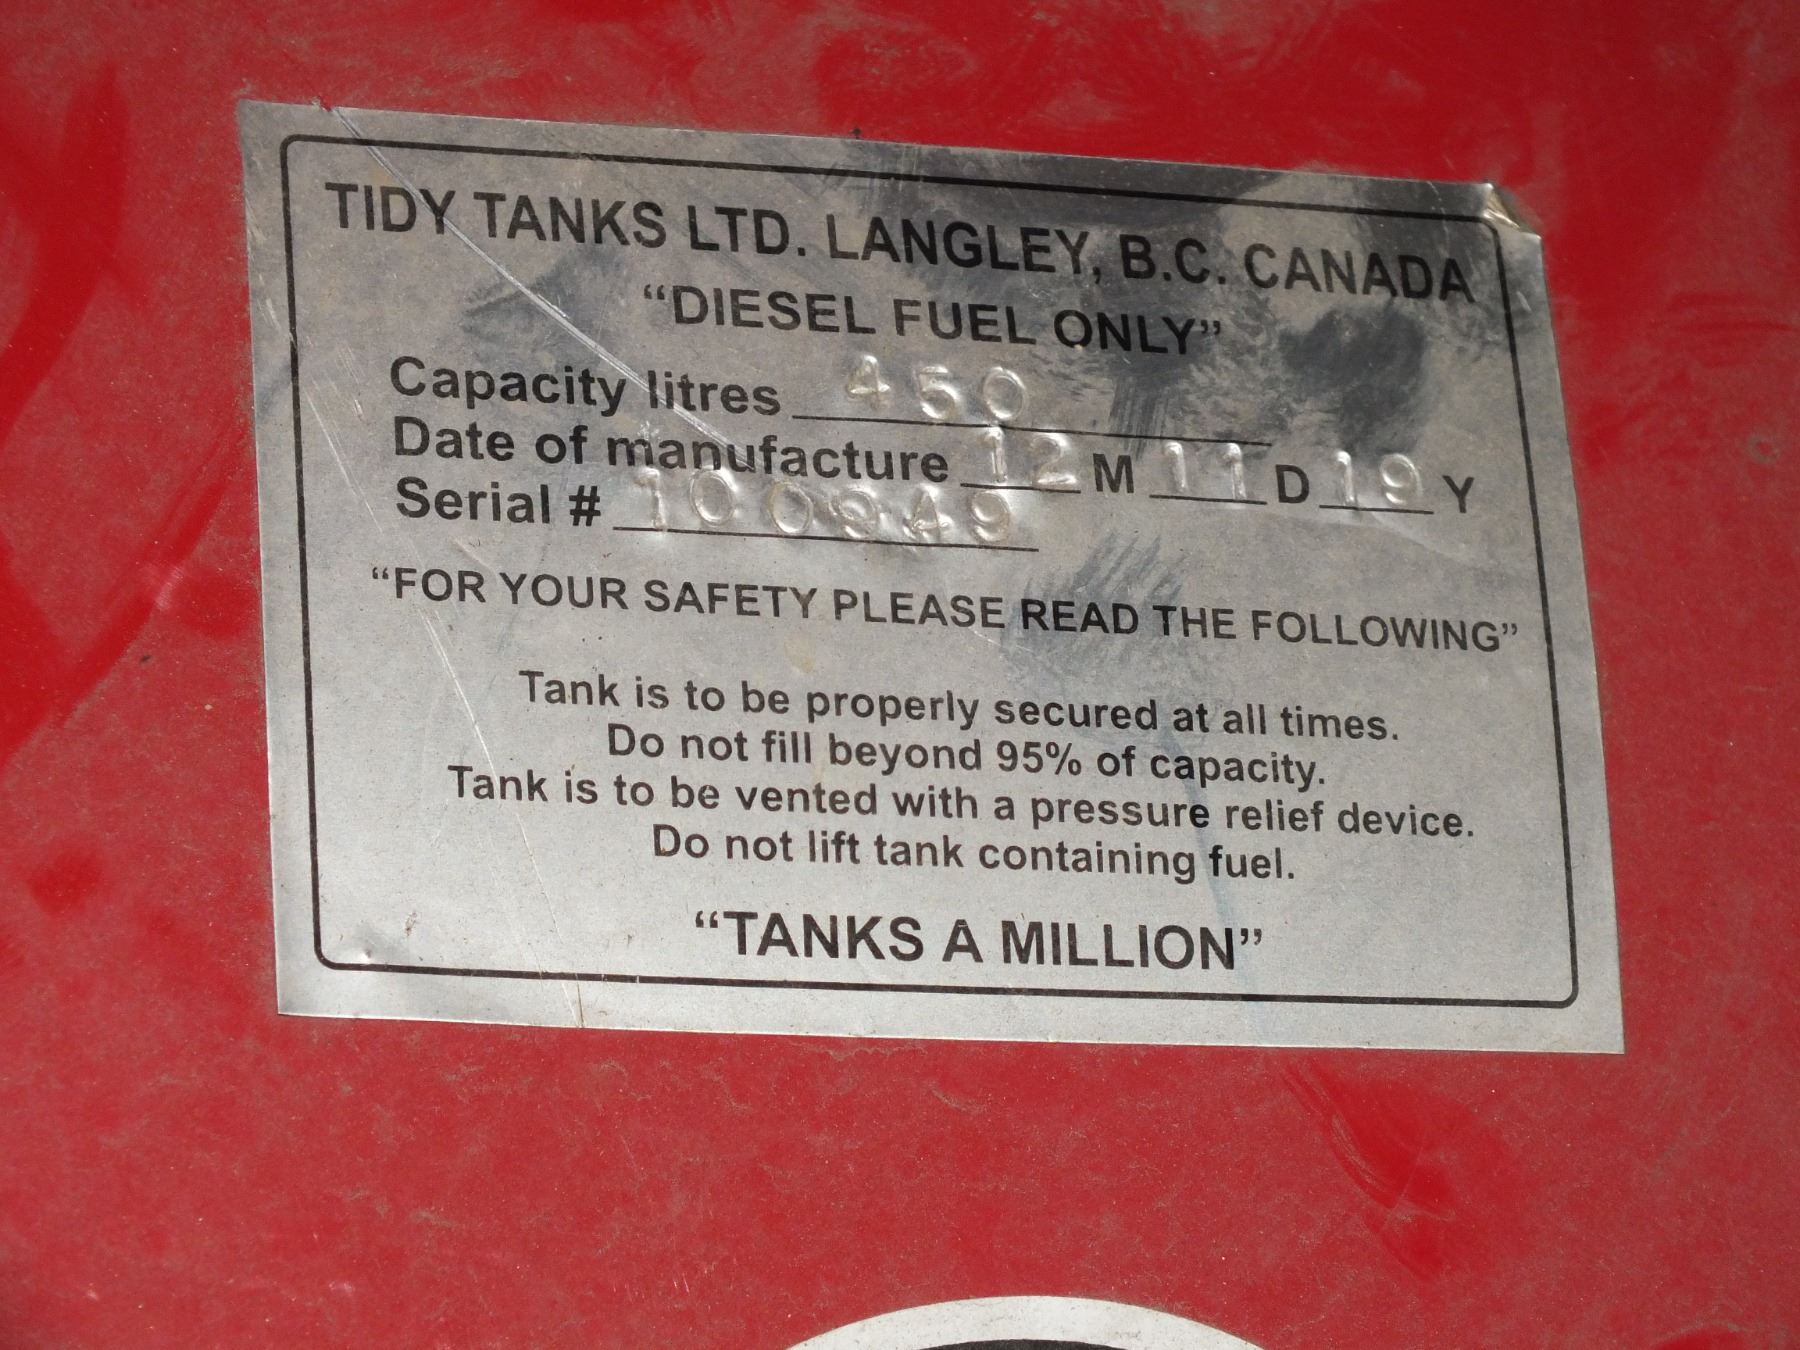 TIDY TANKS LTD. LANGLEY, B.C. CANADA
“DIESEL FUEL ONLY”
Capacity litres 450
Date of manufacture 12 M 11 D 19 Y
Serial # 100949
“FOR YOUR SAFETY PLEASE READ THE FOLLOWING”
Tank is to be properly secured at all times.
Do not fill beyond 95% of capacity.
Tank is to be vented with a pressure relief device.
Do not lift tank containing fuel.
“TANKS A MILLION”